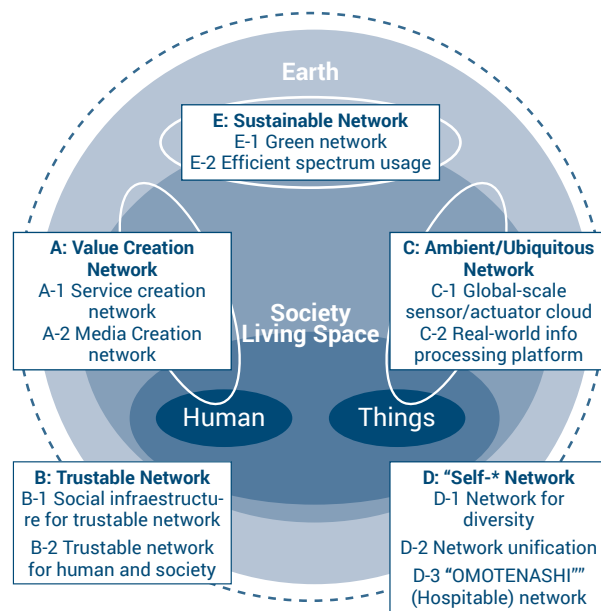 Earth
E: Sustainable Network
E-1 Green network
E-2 Efficient spectrum usage
A: Value Creation
Network
A-1 Service creation
network
A-2 Media Creation
network
C: Ambient/Ubiquitous
Network
C-1 Global-scale
sensor/actuator cloud
C-2 Real-world info
processing platform
Society
Living Space
Human
Things
B: Trustable Network
B-1 Social infraestructu-
re for trustable network
B-2 Trustable network
for human and society
D: “Self-* Network
D-1 Network for
diversity
D-2 Network unification
D-3 “OMOTENASHI””
(Hospitable) network